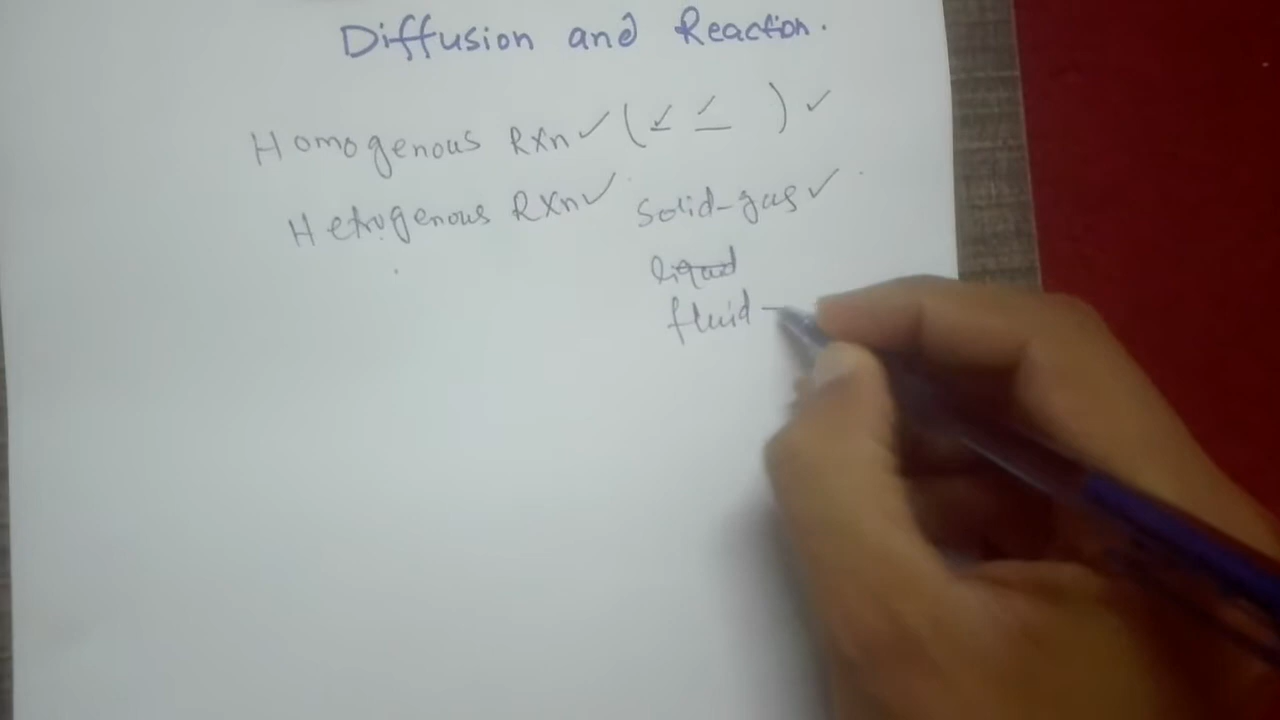 Diffusion and Reaction.
Homogenous Rxn ✓ (✓ ✓ ) ✓
Hetrogenous Rxn ✓ Solid-gas ✓
liquid
fluid -